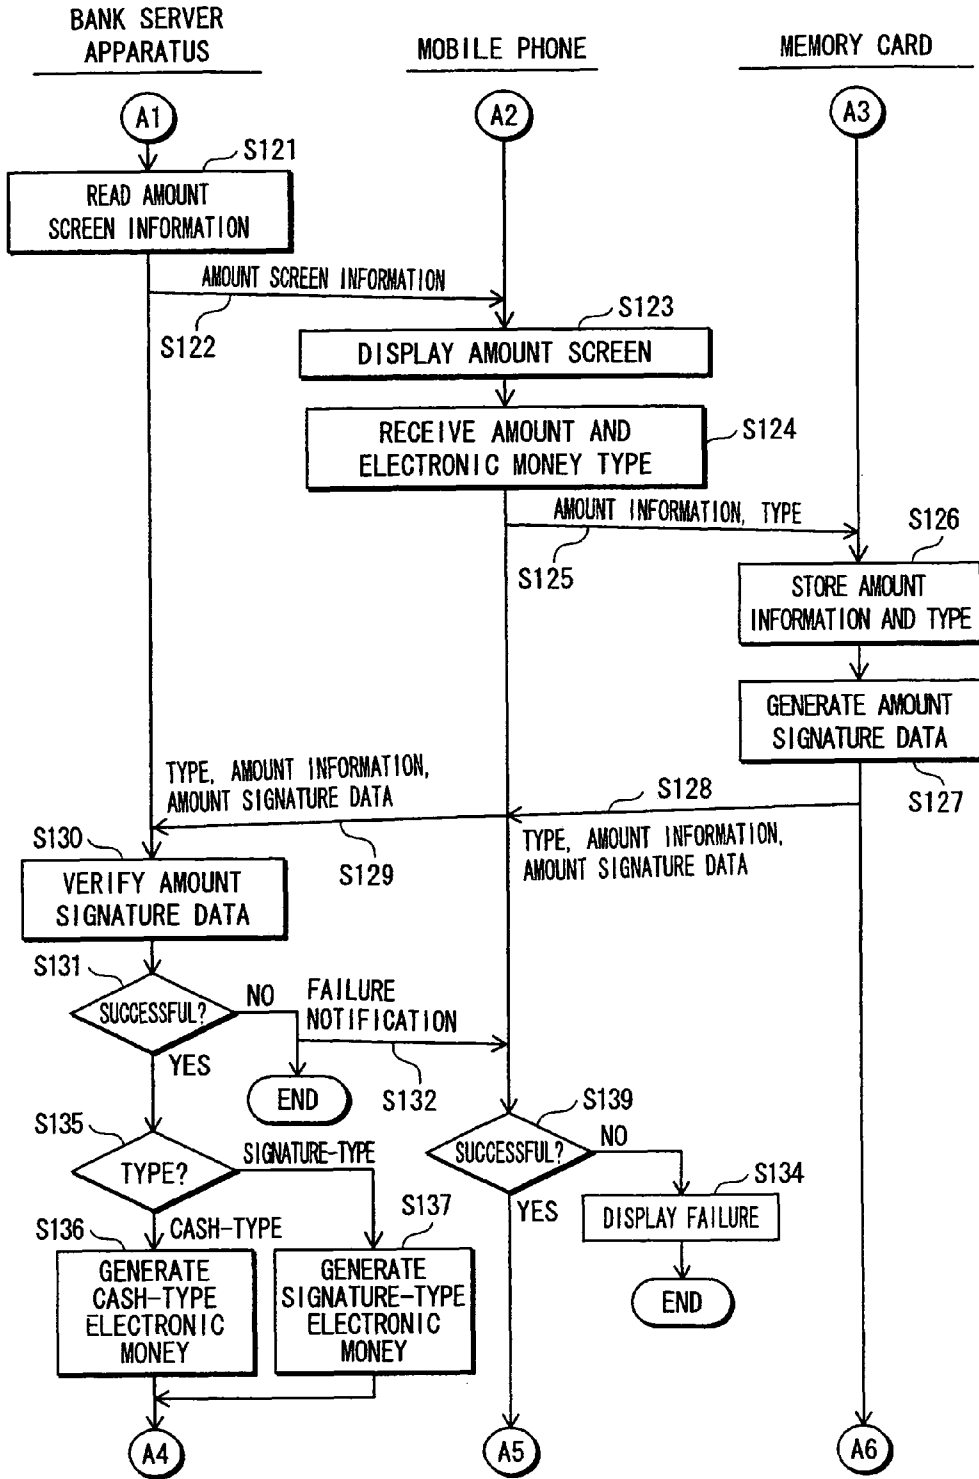 BANK SERVER
APPARATUS
MOBILE PHONE
MEMORY CARD
A1
A2
A3
S121
READ AMOUNT
SCREEN INFORMATION
AMOUNT SCREEN INFORMATION
S122
S123
DISPLAY AMOUNT SCREEN
RECEIVE AMOUNT AND
ELECTRONIC MONEY TYPE
S124
AMOUNT INFORMATION, TYPE
S125
S126
STORE AMOUNT
INFORMATION AND TYPE
GENERATE AMOUNT
SIGNATURE DATA
S127
S128
TYPE, AMOUNT INFORMATION,
AMOUNT SIGNATURE DATA
TYPE, AMOUNT INFORMATION,
AMOUNT SIGNATURE DATA
S129
S130
VERIFY AMOUNT
SIGNATURE DATA
S131
SUCCESSFUL?
NO
YES
FAILURE
NOTIFICATION
S132
END
S135
TYPE?
SIGNATURE-TYPE
CASH-TYPE
S136
GENERATE
CASH-TYPE
ELECTRONIC
MONEY
S137
GENERATE
SIGNATURE-TYPE
ELECTRONIC
MONEY
S139
SUCCESSFUL?
NO
YES
S134
DISPLAY FAILURE
END
A4
A5
A6